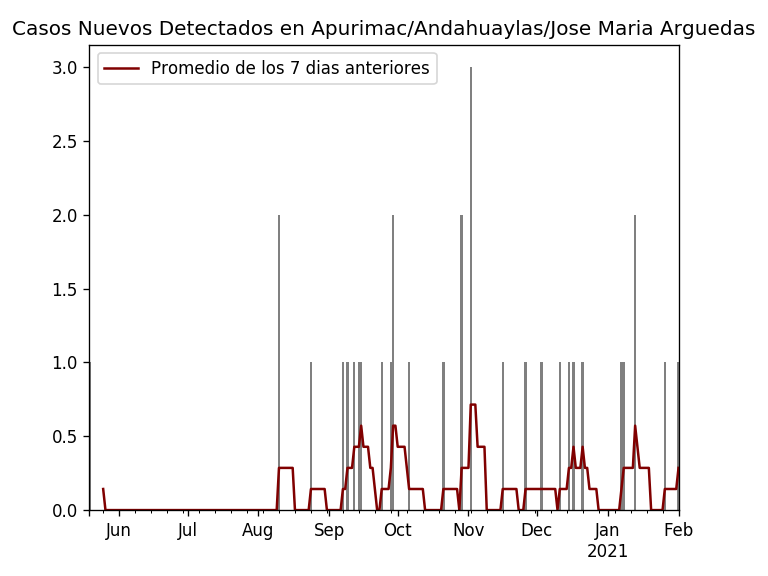 Casos Nuevos Detectados en Apurimac/Andahuaylas/Jose Maria Arguedas
Promedio de los 7 dias anteriores
3.0
2.5
2.0
1.5
1.0
0.5
0.0
Jun Jul Aug Sep Oct Nov Dec Jan Feb
2021